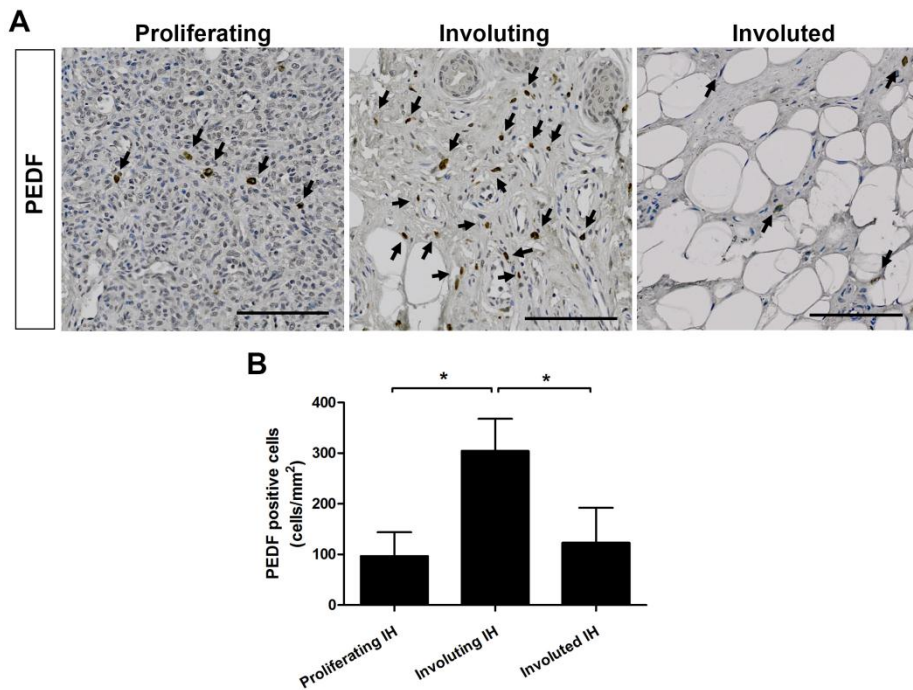 A
Proliferating
Involuting
Involuted
PEDF
B
*
*
PEDF positive cells
(cells/mm²)
400
300
200
100
0
Proliferating IH
Involuting IH
Involuted IH